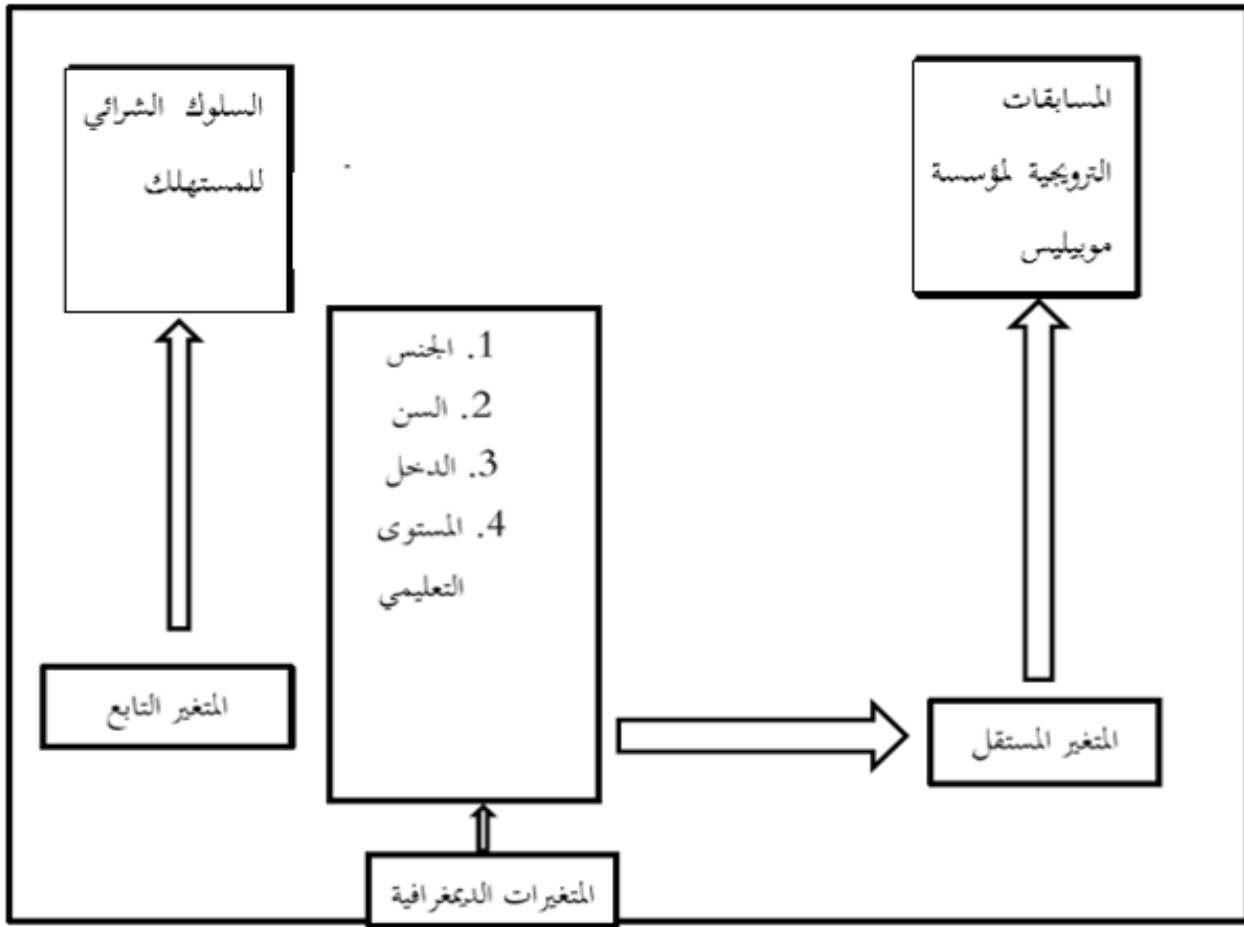 المسابقات
الترويجية لمؤسسة
موبيليس
السلوك الشرائي
للمستهلك
1. الجنس
2. السن
3. الدخل
4. المستوى
التعليمي
المتغير المستقل
المتغير التابع
المتغيرات الديمغرافية